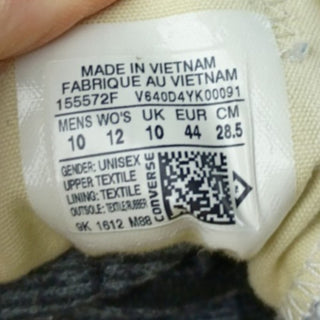 MADE IN VIETNAM
FABRIQUE AU VIETNAM
155572F V640D4YK00091
MENS WO'S UK EUR CM
10 12 10 44 28.5
GENDER: UNISEX
UPPER: TEXTILE
LINING: TEXTILE
OUTSOLE: TEXTILE/RUBBER
CONVERSE
9K 1612 M88